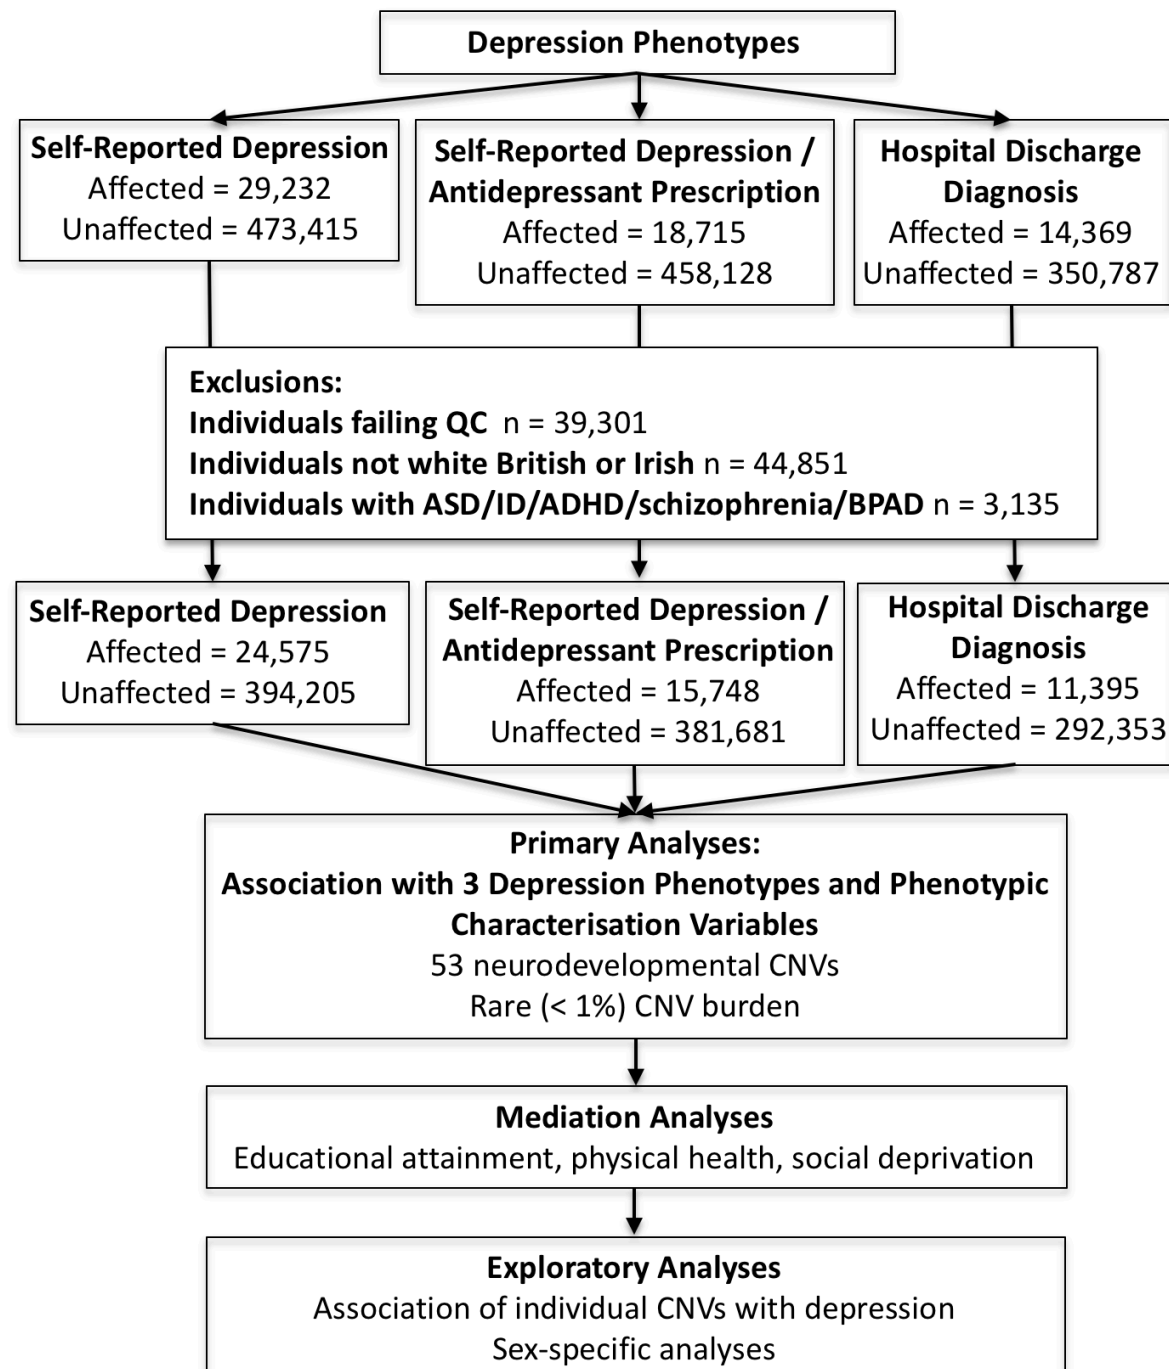 Depression Phenotypes
Self-Reported Depression
Affected = 29,232
Unaffected = 473,415
Self-Reported Depression /
Antidepressant Prescription
Affected = 18,715
Unaffected = 458,128
Hospital Discharge
Diagnosis
Affected = 14,369
Unaffected = 350,787
Exclusions:
Individuals failing QC n = 39,301
Individuals not white British or Irish n = 44,851
Individuals with ASD/ID/ADHD/schizophrenia/BPAD n = 3,135
Self-Reported Depression
Affected = 24,575
Unaffected = 394,205
Self-Reported Depression /
Antidepressant Prescription
Affected = 15,748
Unaffected = 381,681
Hospital Discharge
Diagnosis
Affected = 11,395
Unaffected = 292,353
Primary Analyses:
Association with 3 Depression Phenotypes and Phenotypic
Characterisation Variables
53 neurodevelopmental CNVs
Rare (< 1%) CNV burden
Mediation Analyses
Educational attainment, physical health, social deprivation
Exploratory Analyses
Association of individual CNVs with depression
Sex-specific analyses